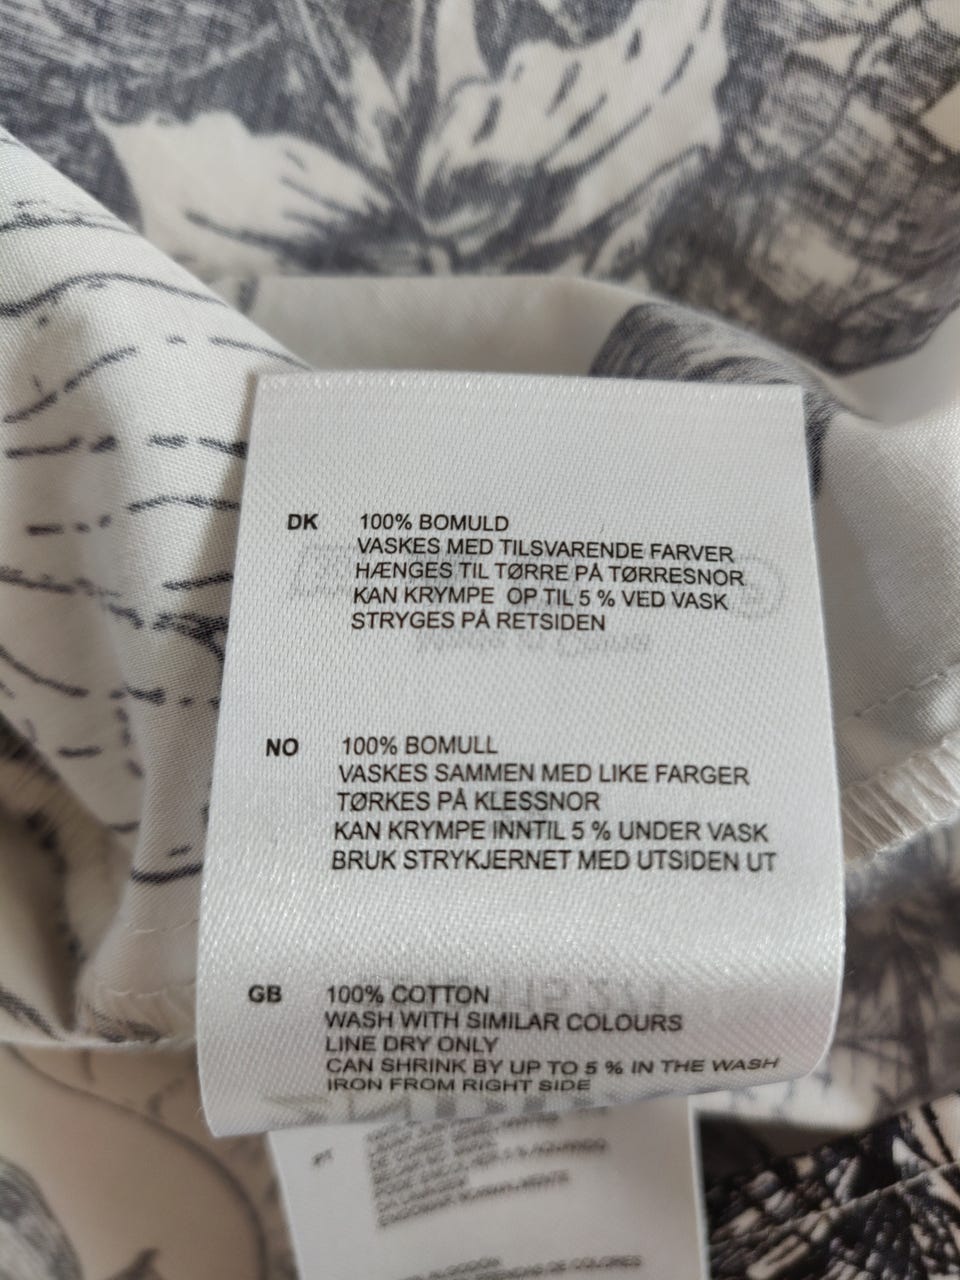 DK 100% BOMULD
VASKES MED TILSVARENDE FARVER
HÆNGES TIL TØRRE PÅ TØRRESNOR
KAN KRYMPE OP TIL 5 % VED VASK
STRYGES PÅ RETSIDEN
NO 100% BOMULL
VASKES SAMMEN MED LIKE FARGER
TØRKES PÅ KLESSNOR
KAN KRYMPE INNTIL 5 % UNDER VASK
BRUK STRYKJERNET MED UTSIDEN UT
GB 100% COTTON
WASH WITH SIMILAR COLOURS
LINE DRY ONLY
CAN SHRINK BY UP TO 5 % IN THE WASH
IRON FROM RIGHT SIDE
PT
DE COLORES